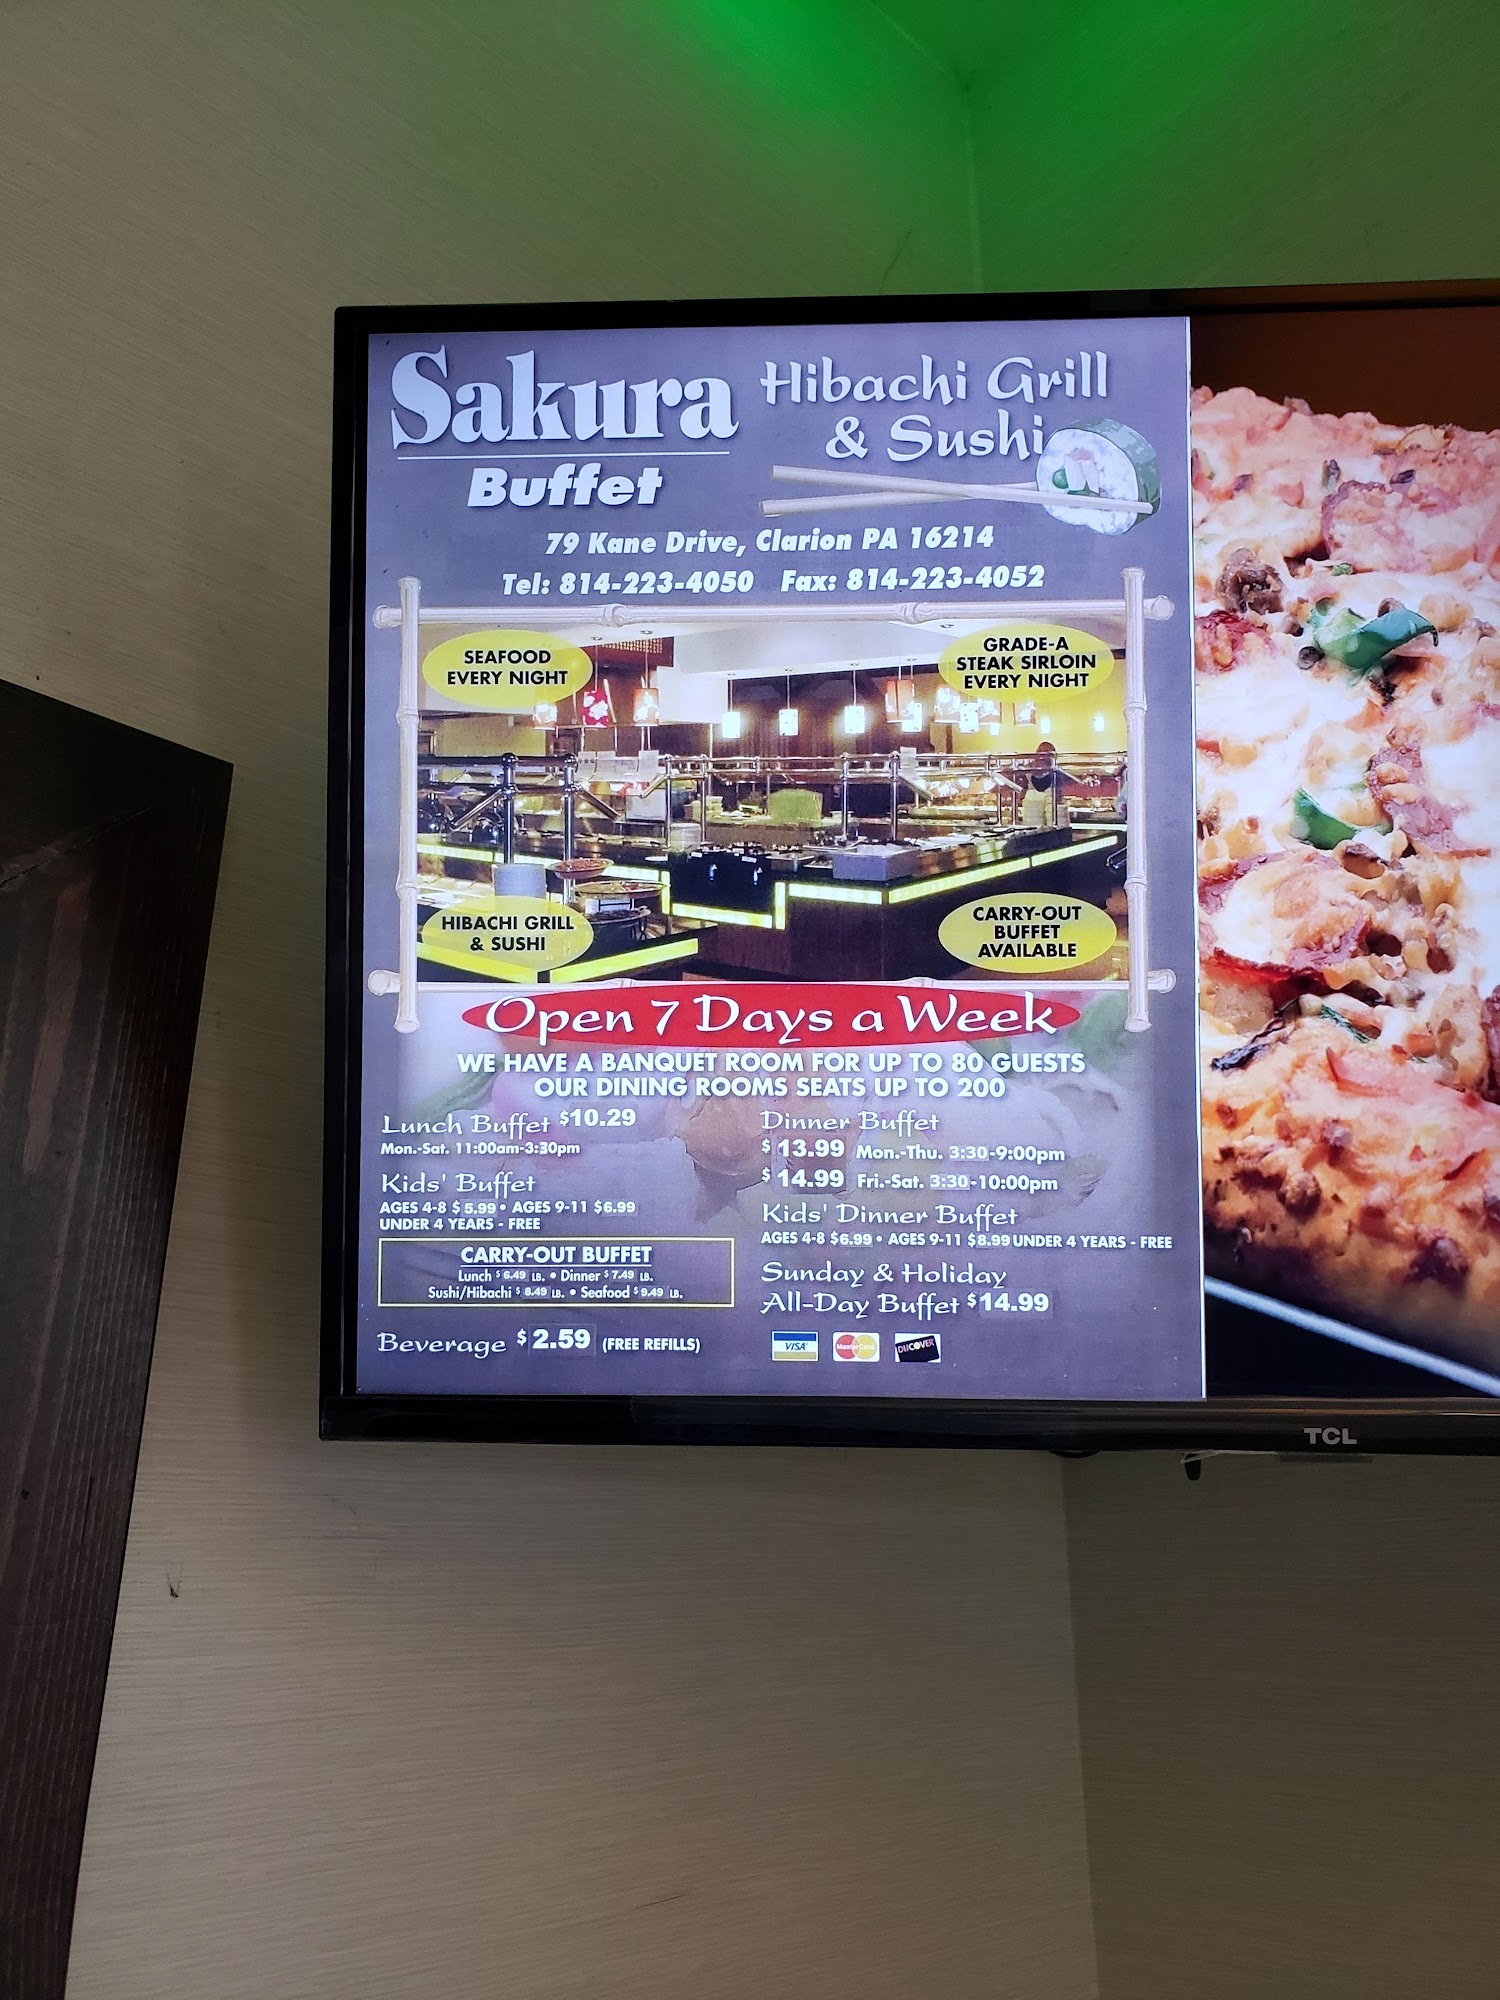 Sakura
Buffet
Hibachi Grill
& Sushi
79 Kane Drive, Clarion PA 16214
Tel: 814-223-4050 Fax: 814-223-4052
SEAFOOD
EVERY NIGHT
GRADE-A
STEAK SIRLOIN
EVERY NIGHT
HIBACHI GRILL
& SUSHI
CARRY-OUT
BUFFET
AVAILABLE
Open 7 Days a Week
WE HAVE A BANQUET ROOM FOR UP TO 80 GUESTS
OUR DINING ROOMS SEATS UP TO 200
Lunch Buffet $10.29
Mon.-Sat. 11:00am-3:30pm
Kids' Buffet
AGES 4-8 $5.99 • AGES 9-11 $6.99
UNDER 4 YEARS - FREE
CARRY-OUT BUFFET
Lunch $6.49 LB. • Dinner $7.49 LB.
Sushi/Hibachi $8.49 LB. • Seafood $9.49 LB.
Beverage $2.59 (FREE REFILLS)
Dinner Buffet
$13.99 Mon.-Thu. 3:30-9:00pm
$14.99 Fri.-Sat. 3:30-10:00pm
Kids' Dinner Buffet
AGES 4-8 $6.99 • AGES 9-11 $8.99 UNDER 4 YEARS - FREE
Sunday & Holiday
All-Day Buffet $14.99
VISA MasterCard DISCOVER
TCL